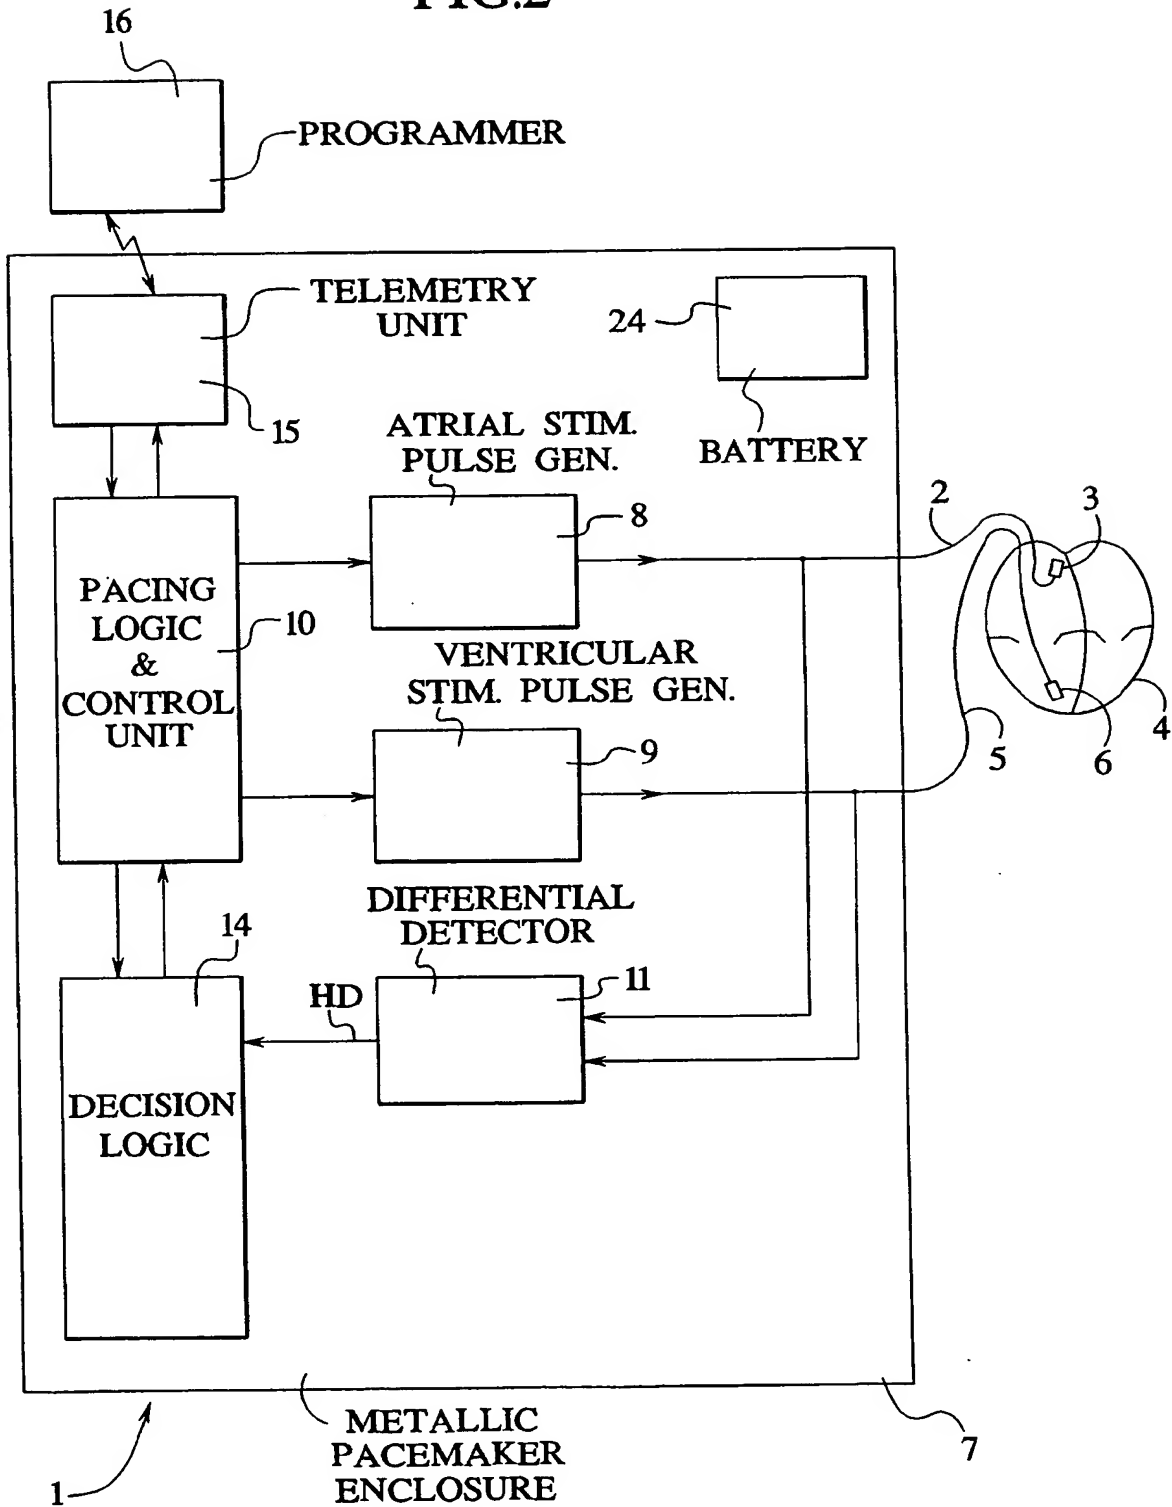 FIG.2
16
PROGRAMMER
TELEMETRY
UNIT
24
15
BATTERY
ATRIAL STIM.
PULSE GEN.
8
2
3
PACING
LOGIC
&
CONTROL
UNIT
10
VENTRICULAR
STIM. PULSE GEN.
9
5
6
4
DIFFERENTIAL
DETECTOR
14
HD
11
DECISION
LOGIC
METALLIC
PACEMAKER
ENCLOSURE
7
1